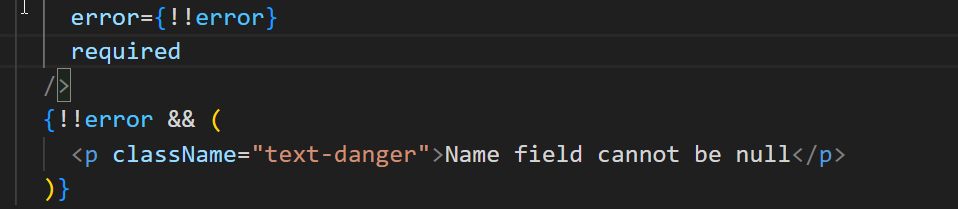 error={!!error}
required
/>
{!!error && (
<p className="text-danger">Name field cannot be null</p>
)}